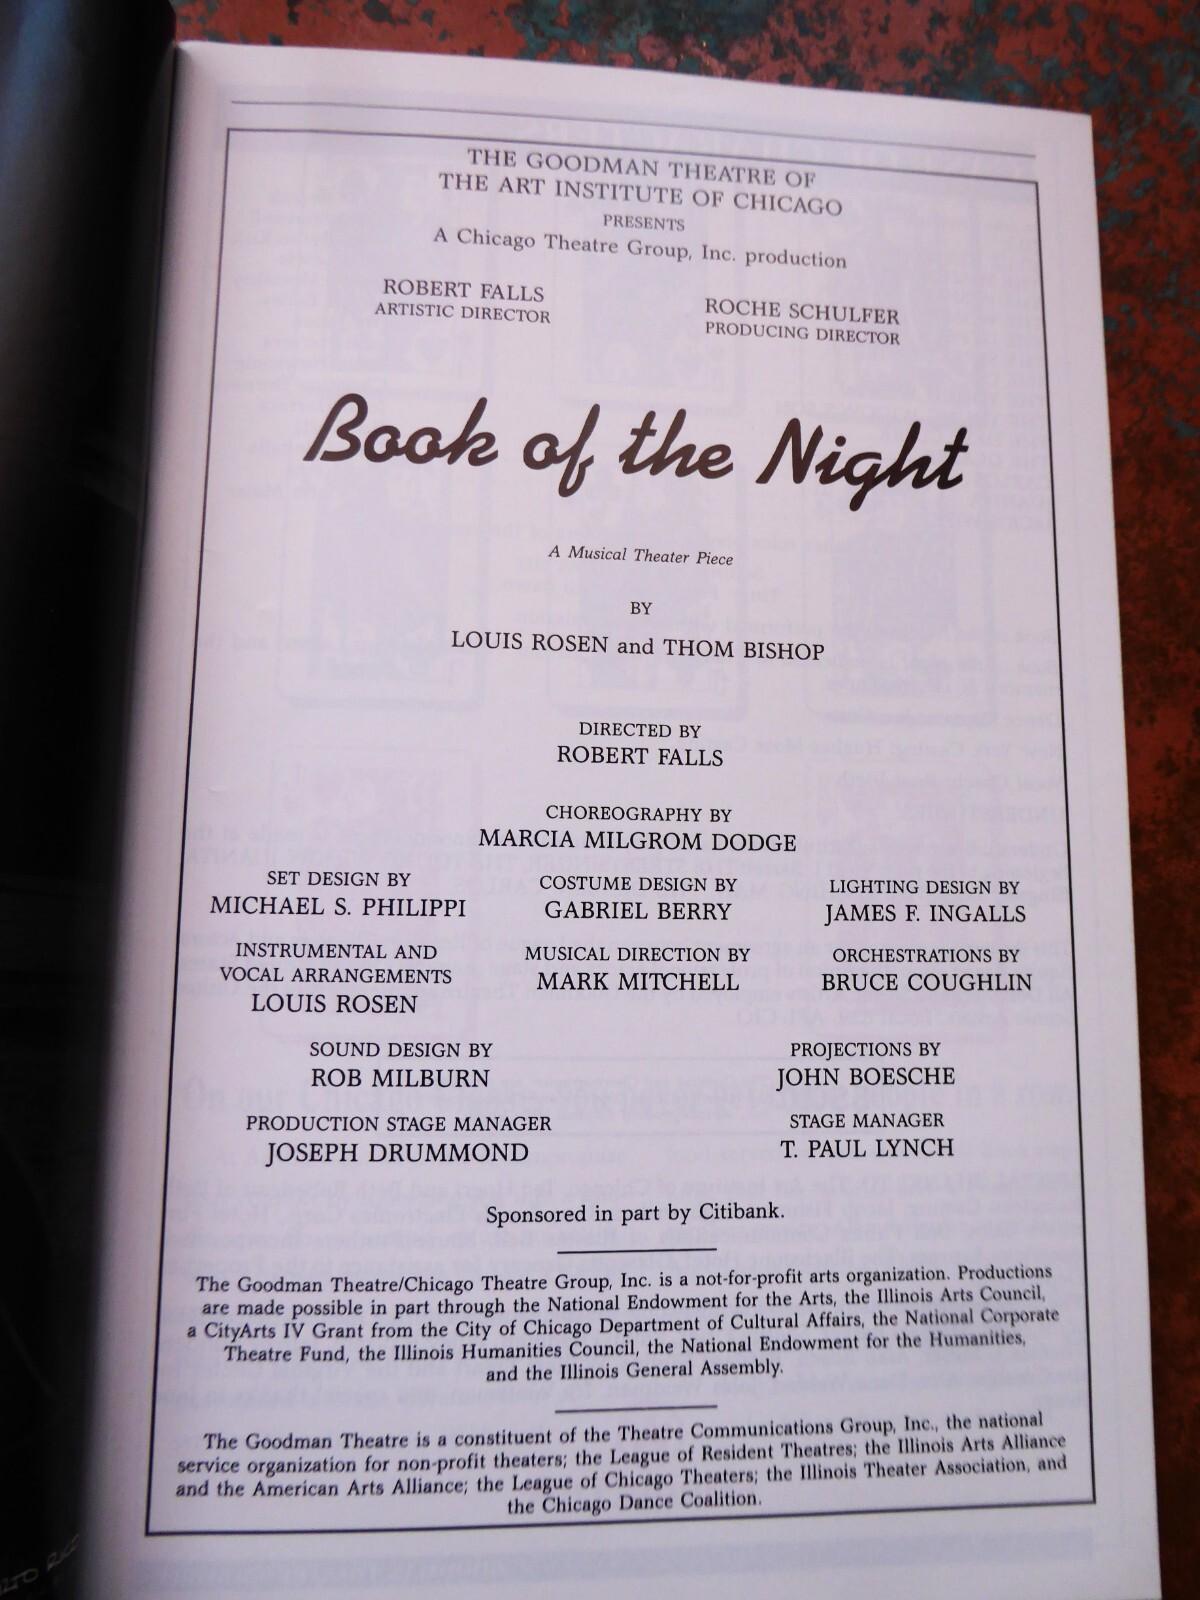 THE GOODMAN THEATRE OF
THE ART INSTITUTE OF CHICAGO
PRESENTS
A Chicago Theatre Group, Inc. production
ROBERT FALLS
ARTISTIC DIRECTOR
ROCHE SCHULFER
PRODUCING DIRECTOR
Book of the Night
A Musical Theater Piece
BY
LOUIS ROSEN and THOM BISHOP
DIRECTED BY
ROBERT FALLS
CHOREOGRAPHY BY
MARCIA MILGROM DODGE
SET DESIGN BY
MICHAEL S. PHILIPPI
COSTUME DESIGN BY
GABRIEL BERRY
LIGHTING DESIGN BY
JAMES F. INGALLS
INSTRUMENTAL AND
VOCAL ARRANGEMENTS
LOUIS ROSEN
MUSICAL DIRECTION BY
MARK MITCHELL
ORCHESTRATIONS BY
BRUCE COUGHLIN
SOUND DESIGN BY
ROB MILBURN
PROJECTIONS BY
JOHN BOESCHE
PRODUCTION STAGE MANAGER
JOSEPH DRUMMOND
STAGE MANAGER
T. PAUL LYNCH
Sponsored in part by Citibank.
The Goodman Theatre/Chicago Theatre Group, Inc. is a not-for-profit arts organization. Productions
are made possible in part through the National Endowment for the Arts, the Illinois Arts Council,
a CityArts IV Grant from the City of Chicago Department of Cultural Affairs, the National Corporate
Theatre Fund, the Illinois Humanities Council, the National Endowment for the Humanities,
and the Illinois General Assembly.
The Goodman Theatre is a constituent of the Theatre Communications Group, Inc., the national
service organization for non-profit theaters; the League of Resident Theatres; the Illinois Arts Alliance
and the American Arts Alliance; the League of Chicago Theaters; the Illinois Theater Association, and
the Chicago Dance Coalition.